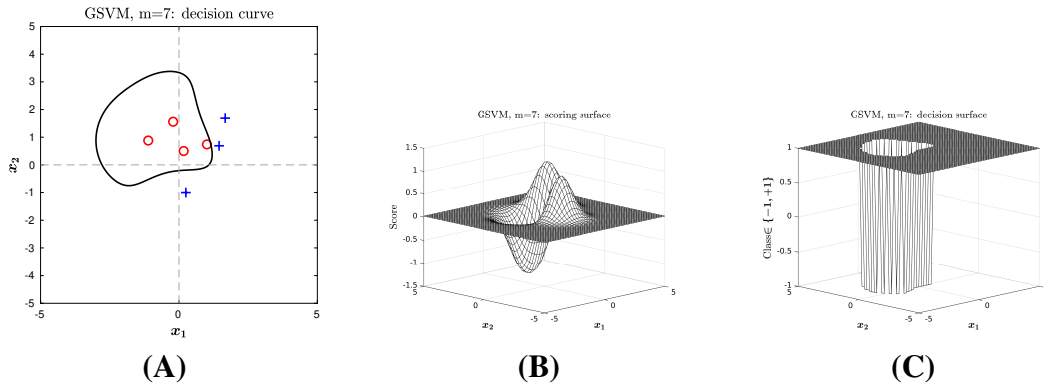 GSVM, m=7: decision curve
5
4
3
2
1
0
-1
-2
-3
-4
-5
x₂
-5
0
5
x₁
(A)
GSVM, m=7: scoring surface
1.5
1
0.5
0
-0.5
-1
-1.5
Score
5
0
-5
x₂
-5
0
5
x₁
(B)
GSVM, m=7: decision surface
1
0.5
0
-0.5
-1
Class∈ {−1, +1}
5
0
-5
x₂
-5
0
x₁
(C)